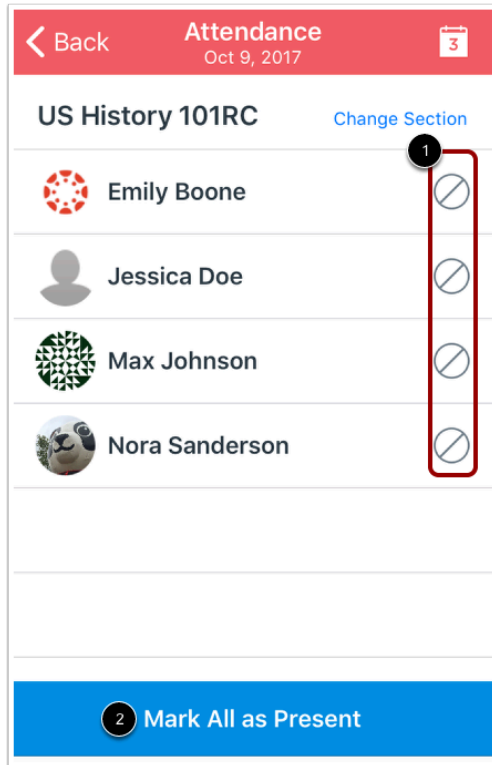 Back
Attendance
Oct 9, 2017
3
US History 101RC
Change Section
1
Emily Boone
Jessica Doe
Max Johnson
Nora Sanderson
2 Mark All as Present